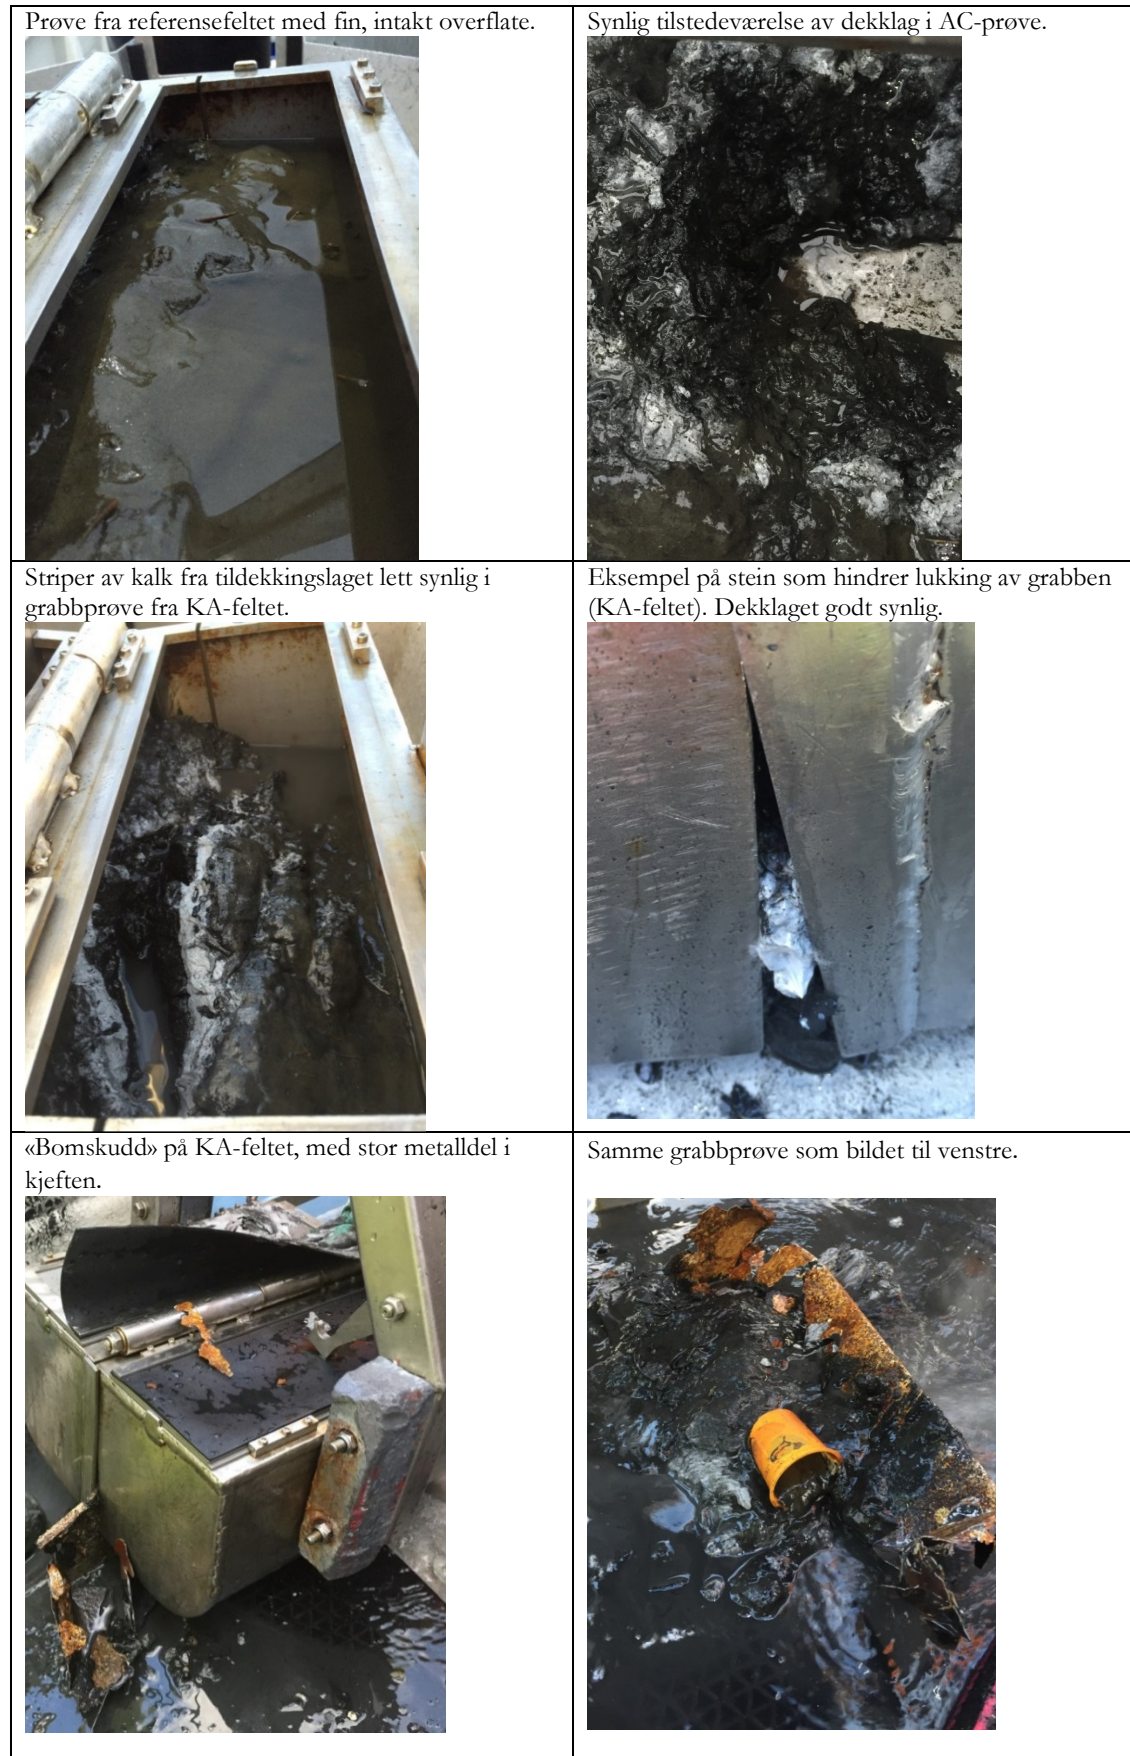 Prøve fra referensefeltet med fin, intakt overflate.
Synlig tilstedeværelse av dekklag i AC-prøve.
Striper av kalk fra tildekkingslaget lett synlig i
grabbprøve fra KA-feltet.
Eksempel på stein som hindrer lukking av grabben
(KA-feltet). Dekklaget godt synlig.
«Bomskudd» på KA-feltet, med stor metalldel i
kjeften.
Samme grabbprøve som bildet til venstre.